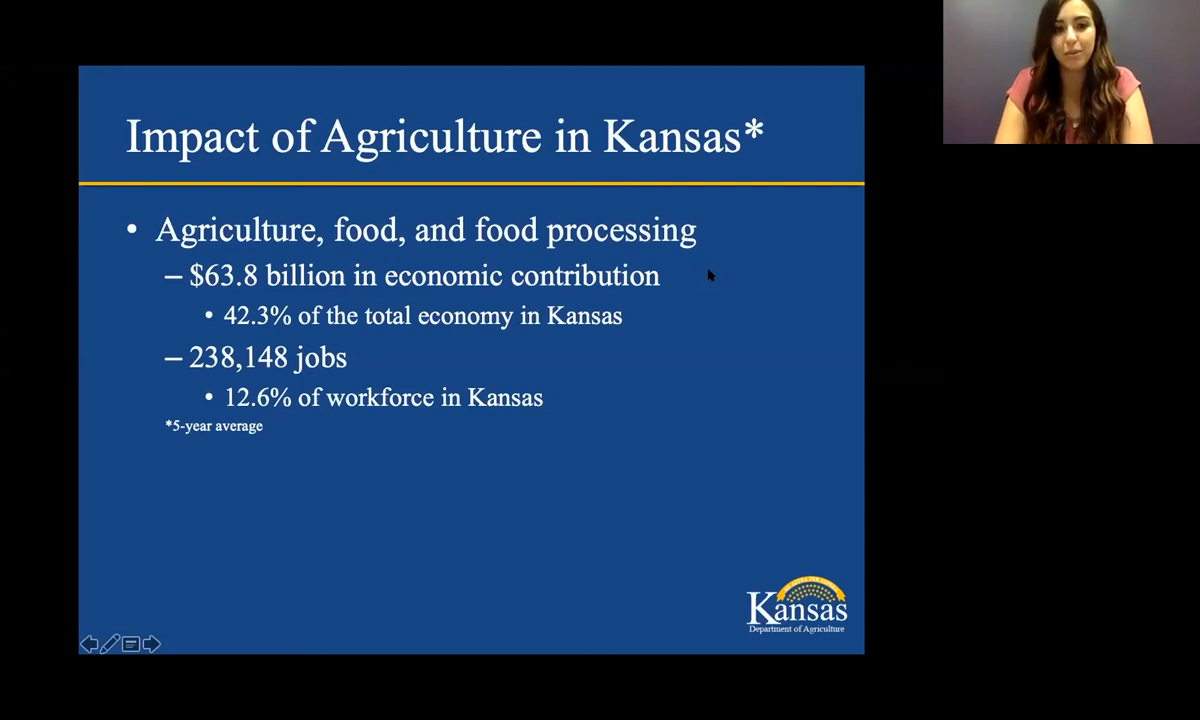 Impact of Agriculture in Kansas*
• Agriculture, food, and food processing
– $63.8 billion in economic contribution
• 42.3% of the total economy in Kansas
– 238,148 jobs
• 12.6% of workforce in Kansas
*5-year average
Kansas
Department of Agriculture